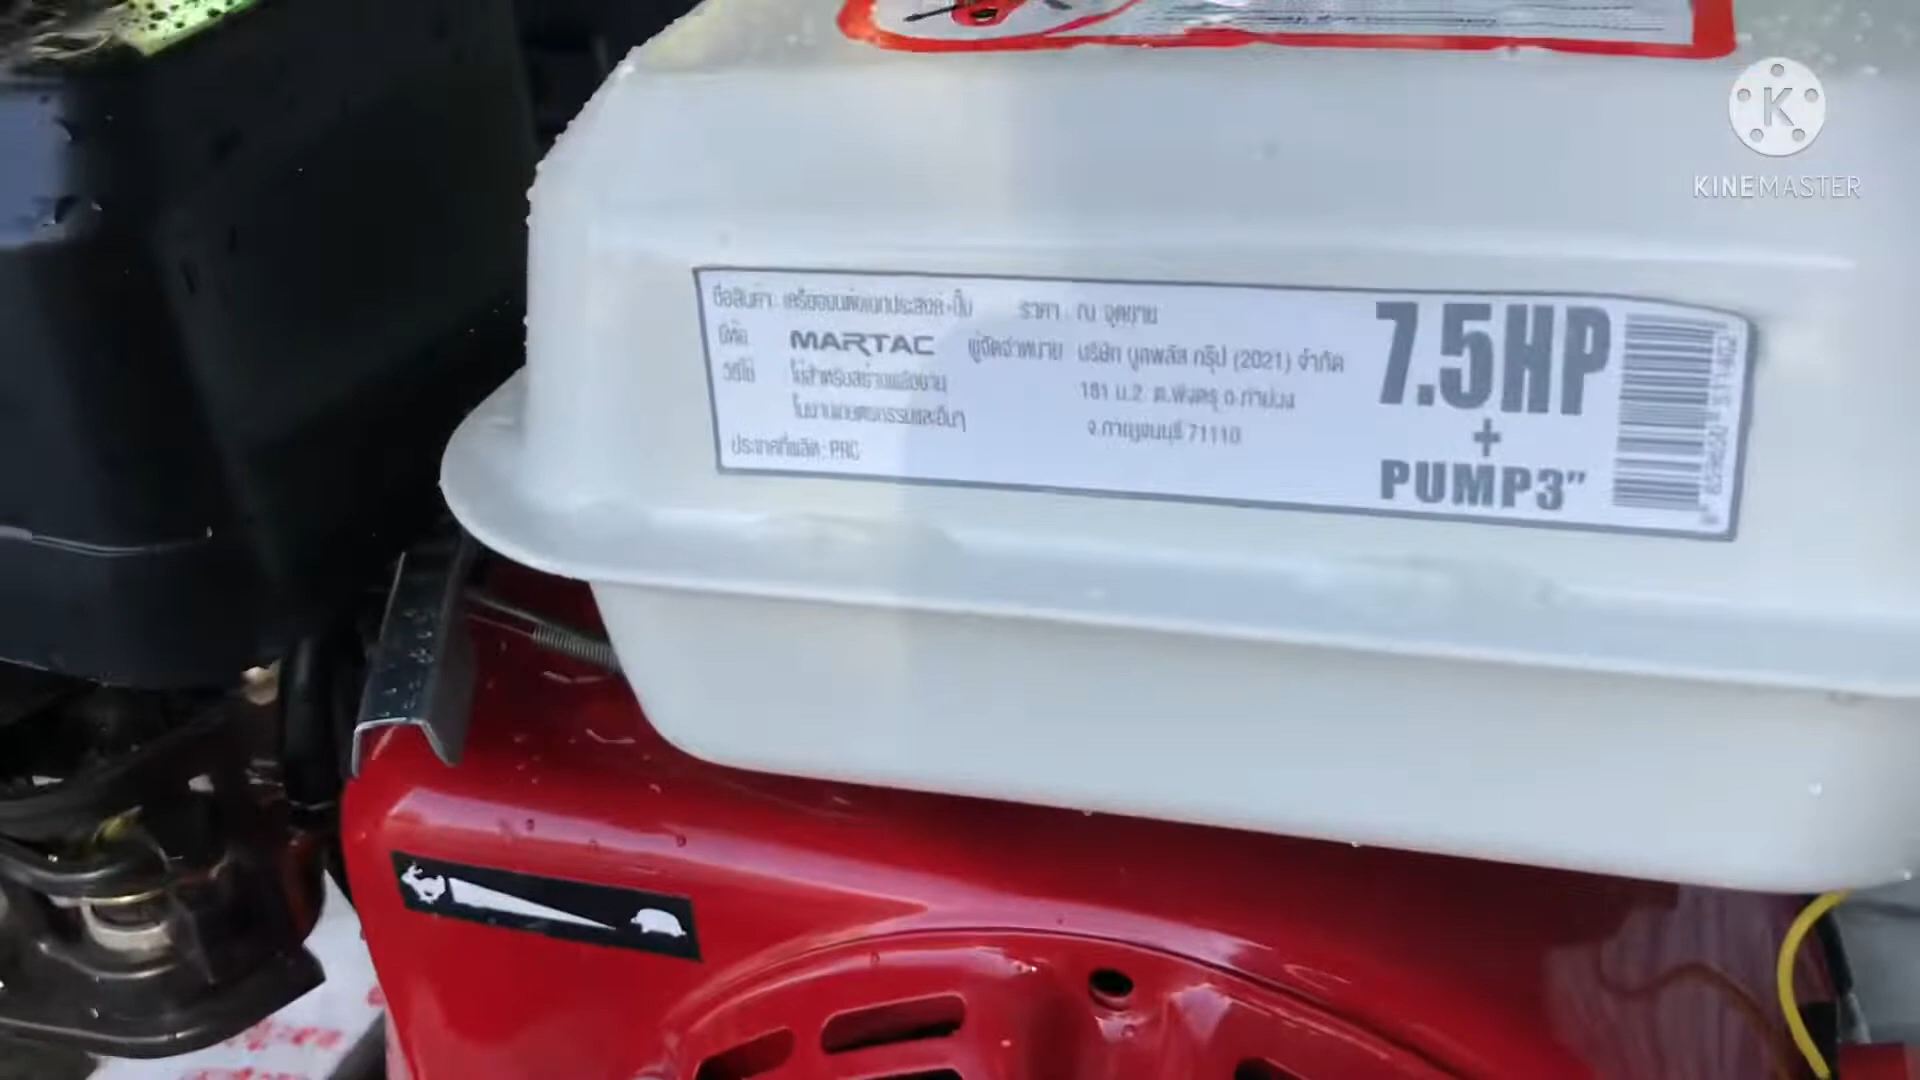 ชื่อสินค้า: เครื่องยนต์อเนกประสงค์+ปั๊ม ราคา ณ จุดขาย
ยี่ห้อ MARTAC ผู้จัดจำหน่าย บริษัท ยูศพลัส กรุ๊ป (2021) จำกัด
วิธีใช้ ใช้สำหรับสร้างพลังงาน 181 ม.2
ในงานเกษตรกรรมและอื่นๆ จ.กาญจนบุรี 71110
ประเทศที่ผลิต: PRC
7.5HP
+
PUMP3"
KINEMASTER